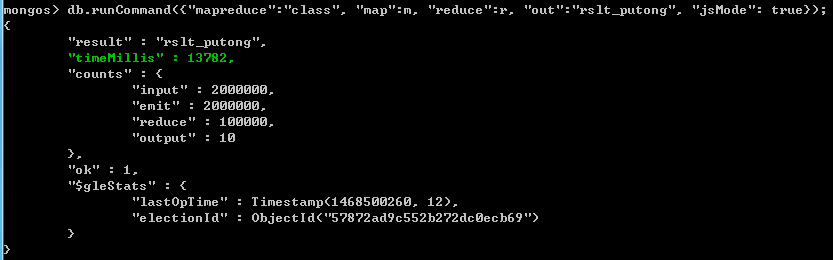 mongos> db.runCommand({"mapreduce":"class", "map":m, "reduce":r, "out":"rslt_putong", "jsMode": true});
{
        "result" : "rslt_putong",
        "timeMillis" : 13782,
        "counts" : {
                "input" : 2000000,
                "emit" : 2000000,
                "reduce" : 100000,
                "output" : 10
        },
        "ok" : 1,
        "$gleStats" : {
                "lastOpTime" : Timestamp(1468500260, 12),
                "electionId" : ObjectId("57872ad9c552b272dc0ecb69")
        }
}